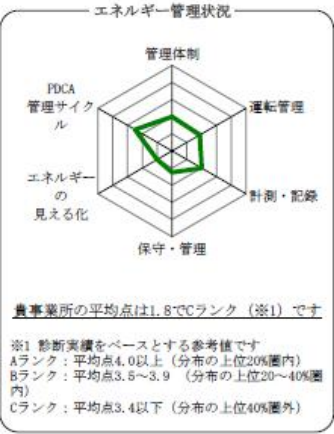 エネルギー管理状況
管理体制
PDCA
管理サイク
ル
運転管理
エネルギー
の
見える化
計測・記録
保守・管理
貴事業所の平均点は1.8でCランク（※1）です
※1 診断実績をベースとする参考値です
Aランク：平均点4.0以上（分布の上位20%圏内）
Bランク：平均点3.5～3.9 （分布の上位20～40%圏
内）
Cランク：平均点3.4以下（分布の上位40%圏外）